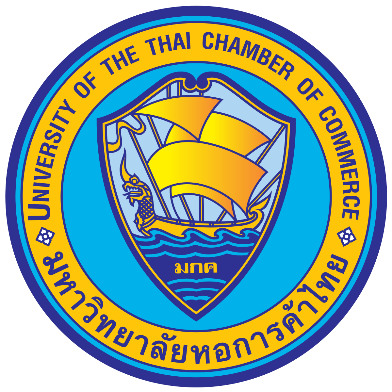 UNIVERSITY OF THE THAI CHAMBER OF COMMERCE
มกค
มหาวิทยาลัยหอการค้าไทย